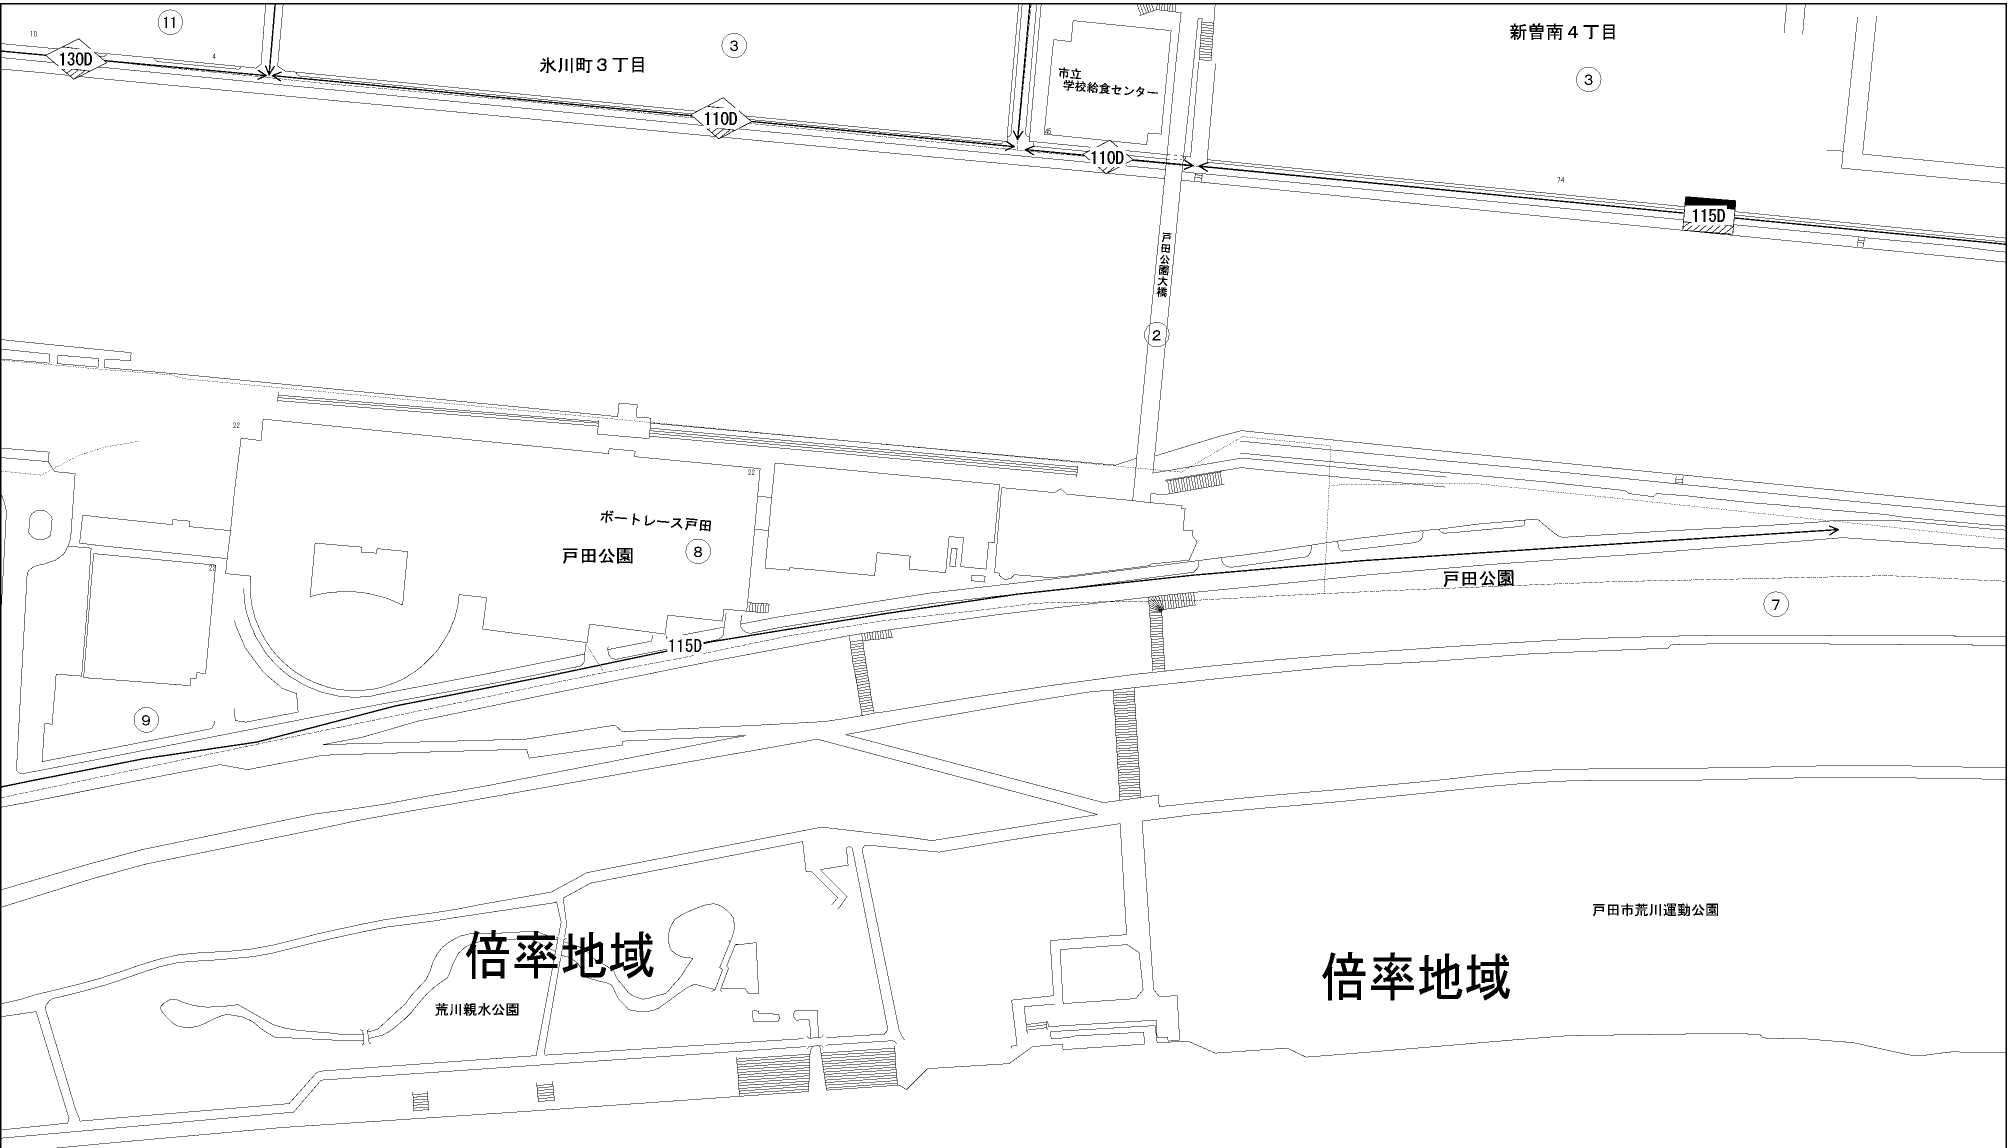 11
10
4
130D
氷川町３丁目
3
110D
市立
学校給食センター
45
110D
新曽南４丁目
3
74
115D
戸田公園大橋
2
22
22
ボートレース戸田
戸田公園
8
22
戸田公園
7
115D
9
倍率地域
荒川親水公園
戸田市荒川運動公園
倍率地域